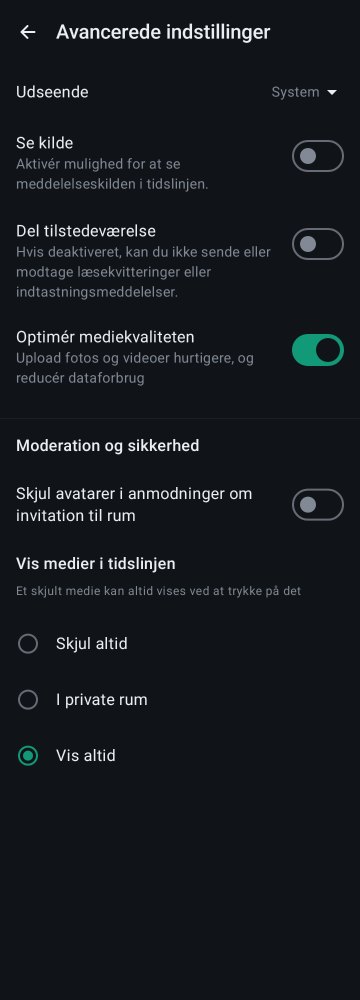 Avancerede indstillinger
Udseende
System
Se kilde
Aktivér mulighed for at se
meddelelseskilden i tidslinjen.
Del tilstedeværelse
Hvis deaktiveret, kan du ikke sende eller
modtage læsekvitteringer eller
indtastningsmeddelelser.
Optimér mediekvaliteten
Upload fotos og videoer hurtigere, og
reducér dataforbrug
Moderation og sikkerhed
Skjul avatarer i anmodninger om
invitation til rum
Vis medier i tidslinjen
Et skjult medie kan altid vises ved at trykke på det
Skjul altid
I private rum
Vis altid